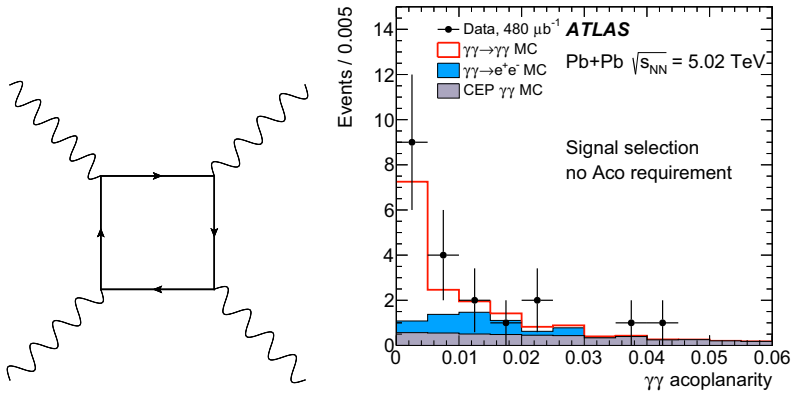 Events / 0.005
14
12
10
8
6
4
2
0
Data, 480 μb⁻¹
γγ→γγ MC
γγ→e⁺e⁻ MC
CEP γγ MC
ATLAS
Pb+Pb √s_NN = 5.02 TeV
Signal selection
no Aco requirement
0 0.01 0.02 0.03 0.04 0.05 0.06
γγ acoplanarity